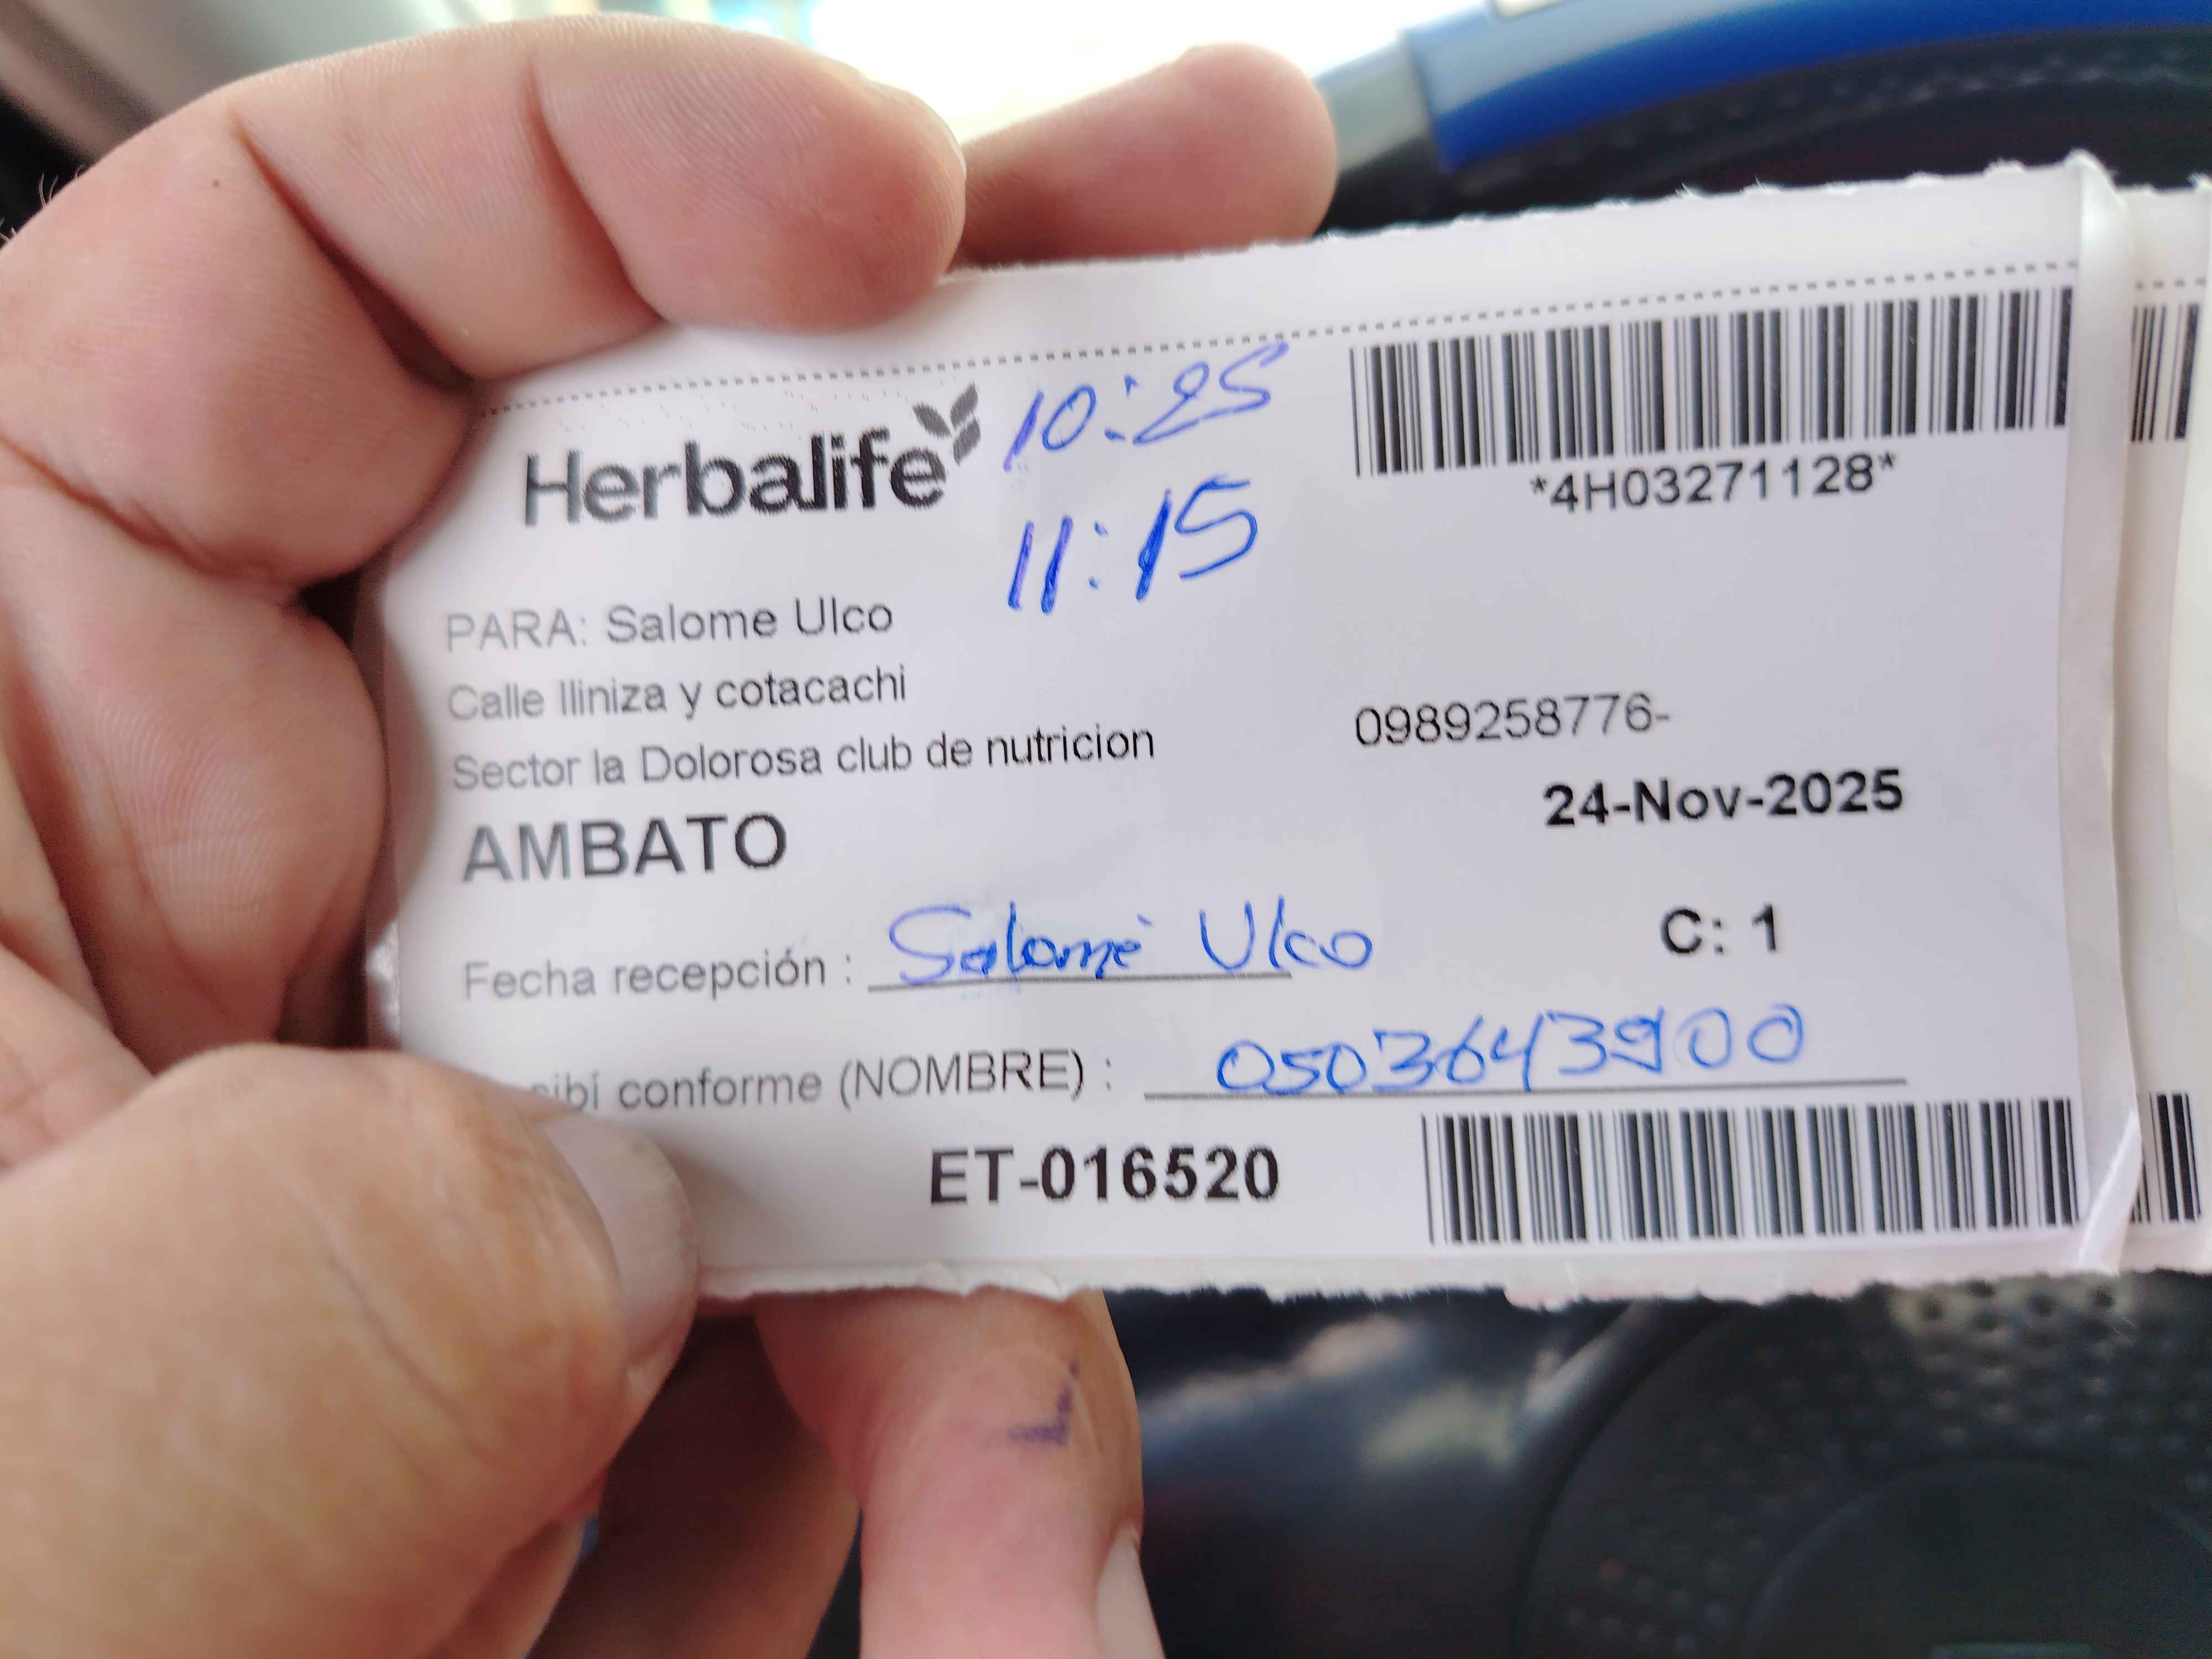 Herbalife
10:25
11:15
*4H03271128*
PARA: Salome Ulco
Calle Iliniza y cotacachi
Sector la Dolorosa club de nutricion
0989258776-
AMBATO
24-Nov-2025
Fecha recepción : Salomé Ulco
C: 1
conforme (NOMBRE) : 0503643900
ET-016520